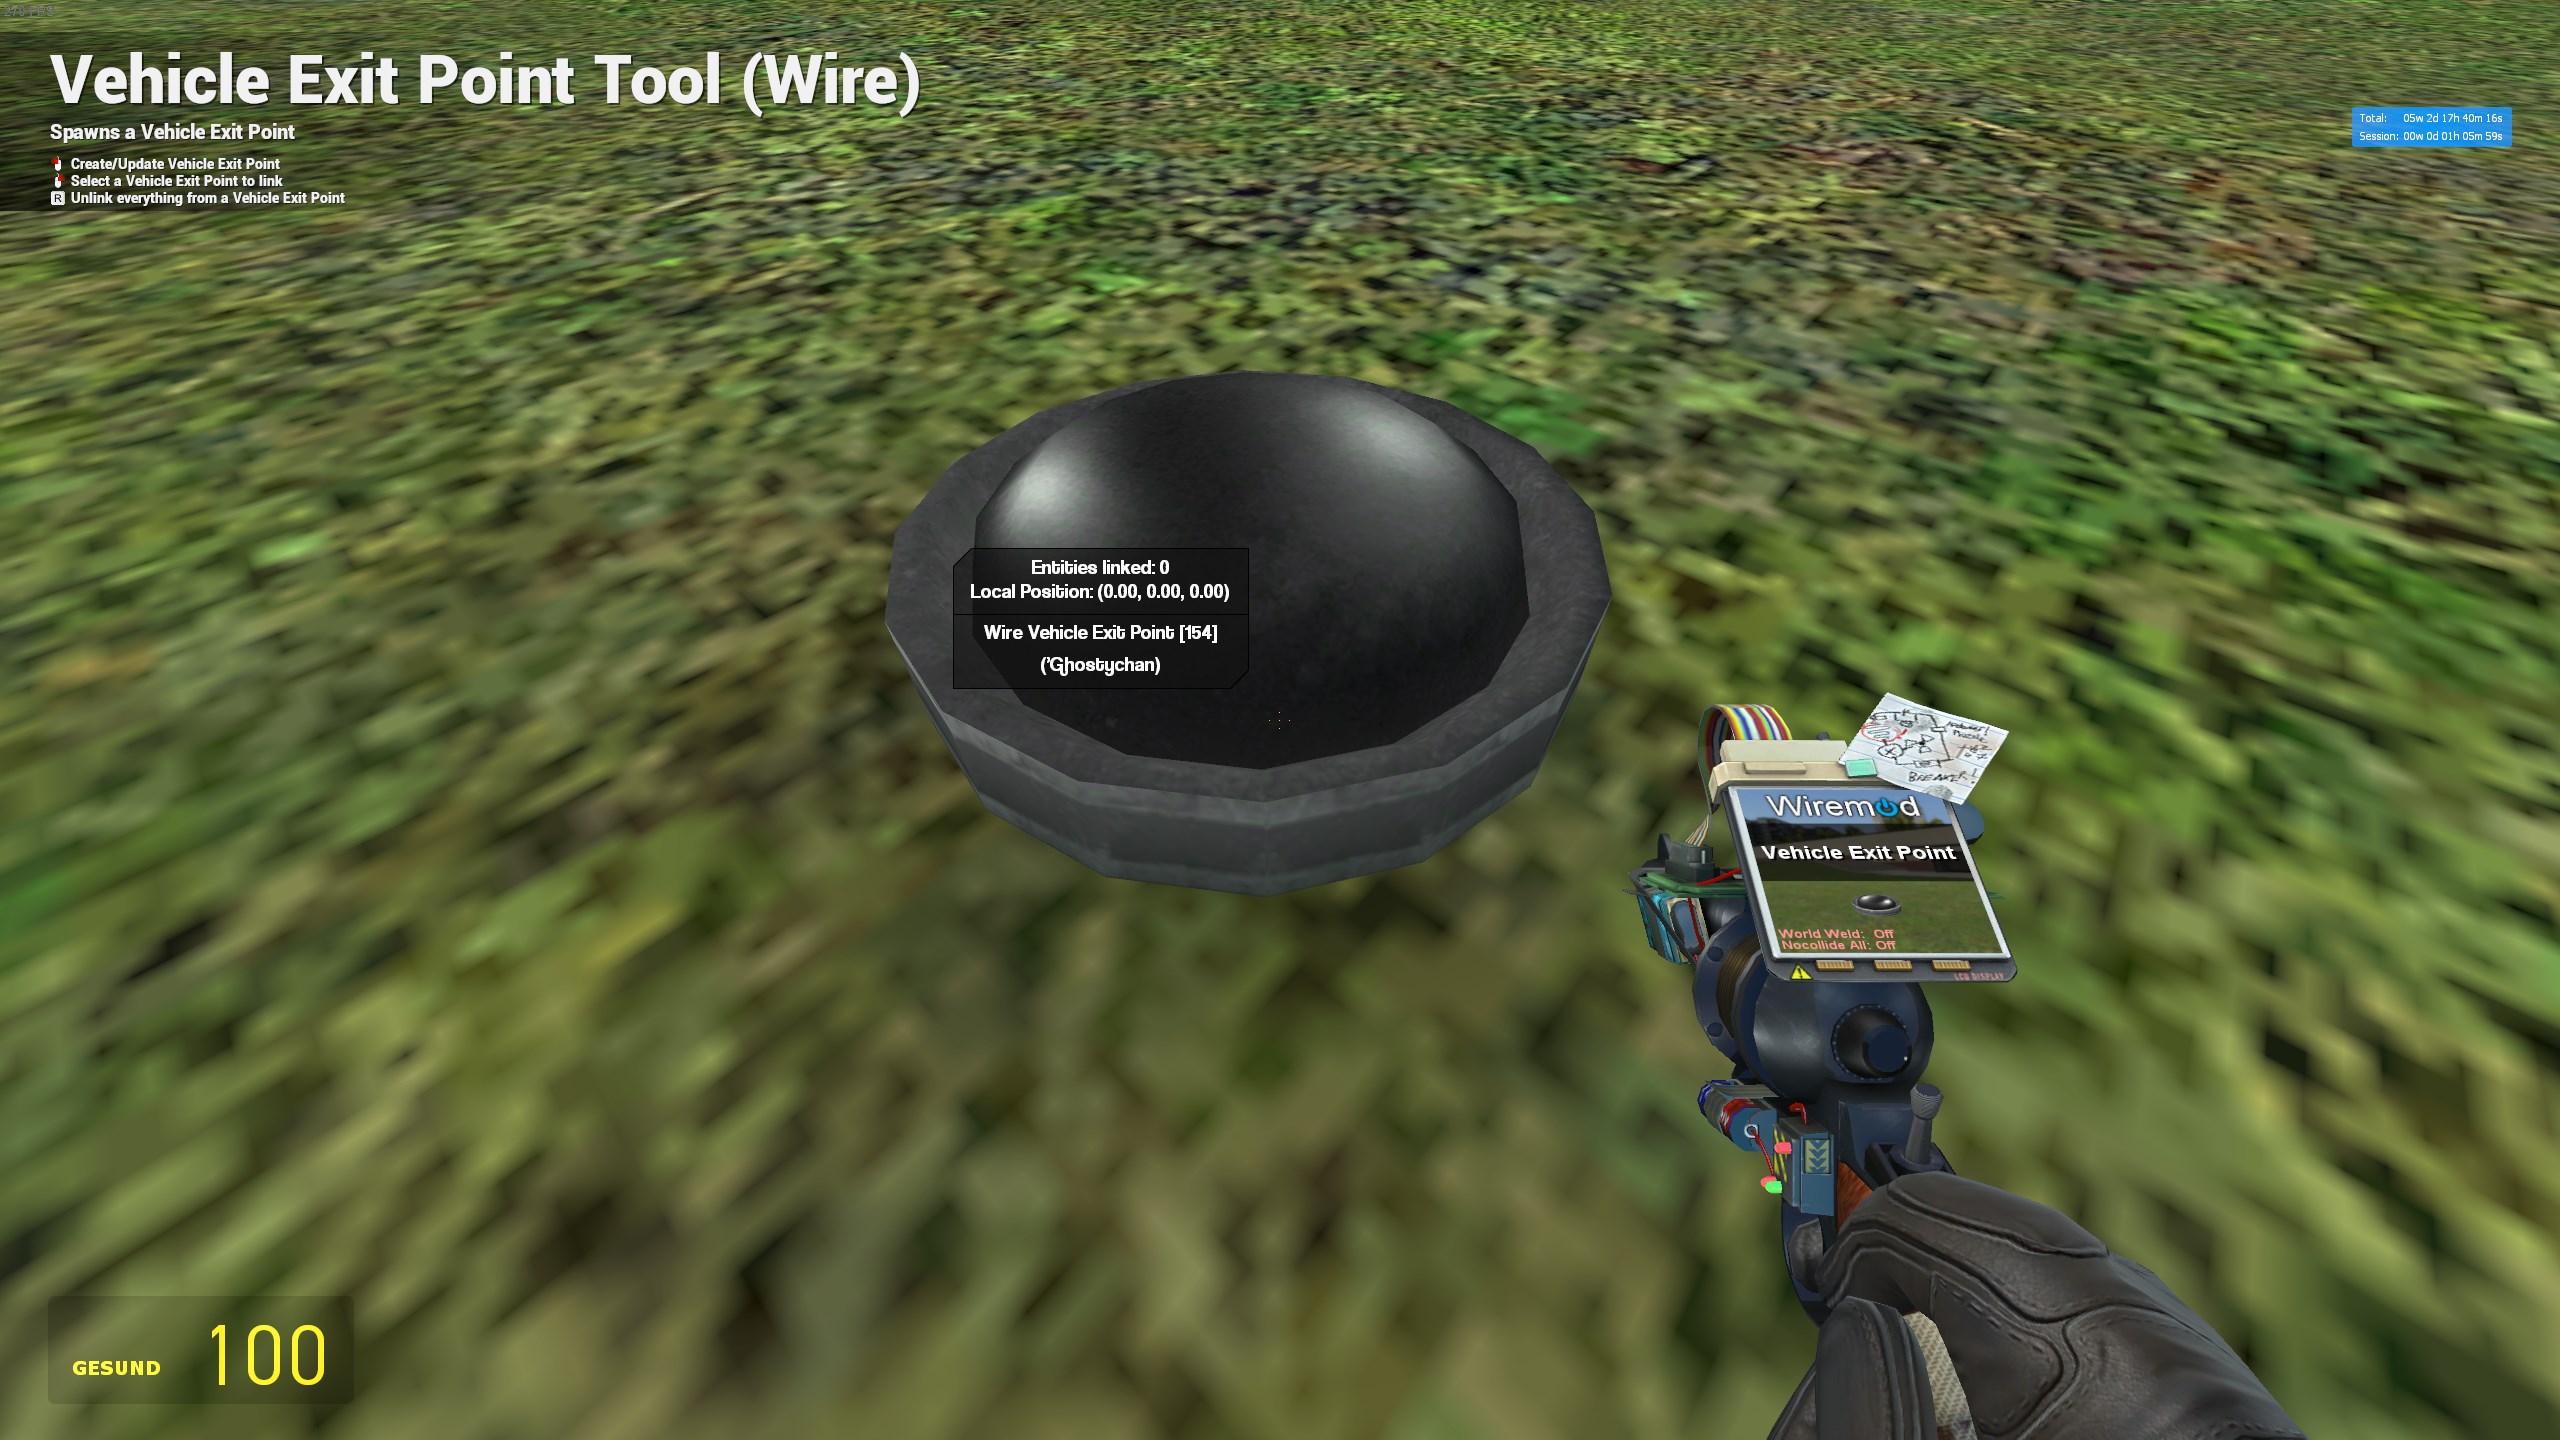 Vehicle Exit Point Tool (Wire)
Spawns a Vehicle Exit Point
Create/Update Vehicle Exit Point
Select a Vehicle Exit Point to link
R Unlink everything from a Vehicle Exit Point
Total: 05w 2d 17h 40m 16s
Session: 00w 0d 01h 05m 59s
Entities linked: 0
Local Position: (0.00, 0.00, 0.00)
Wire Vehicle Exit Point [154]
('Ghostychan)
BREAKER!
Wiremod
Vehicle Exit Point
World Weld: Off
Nocollide All: Off
LCD DISPLAY
GESUND 100